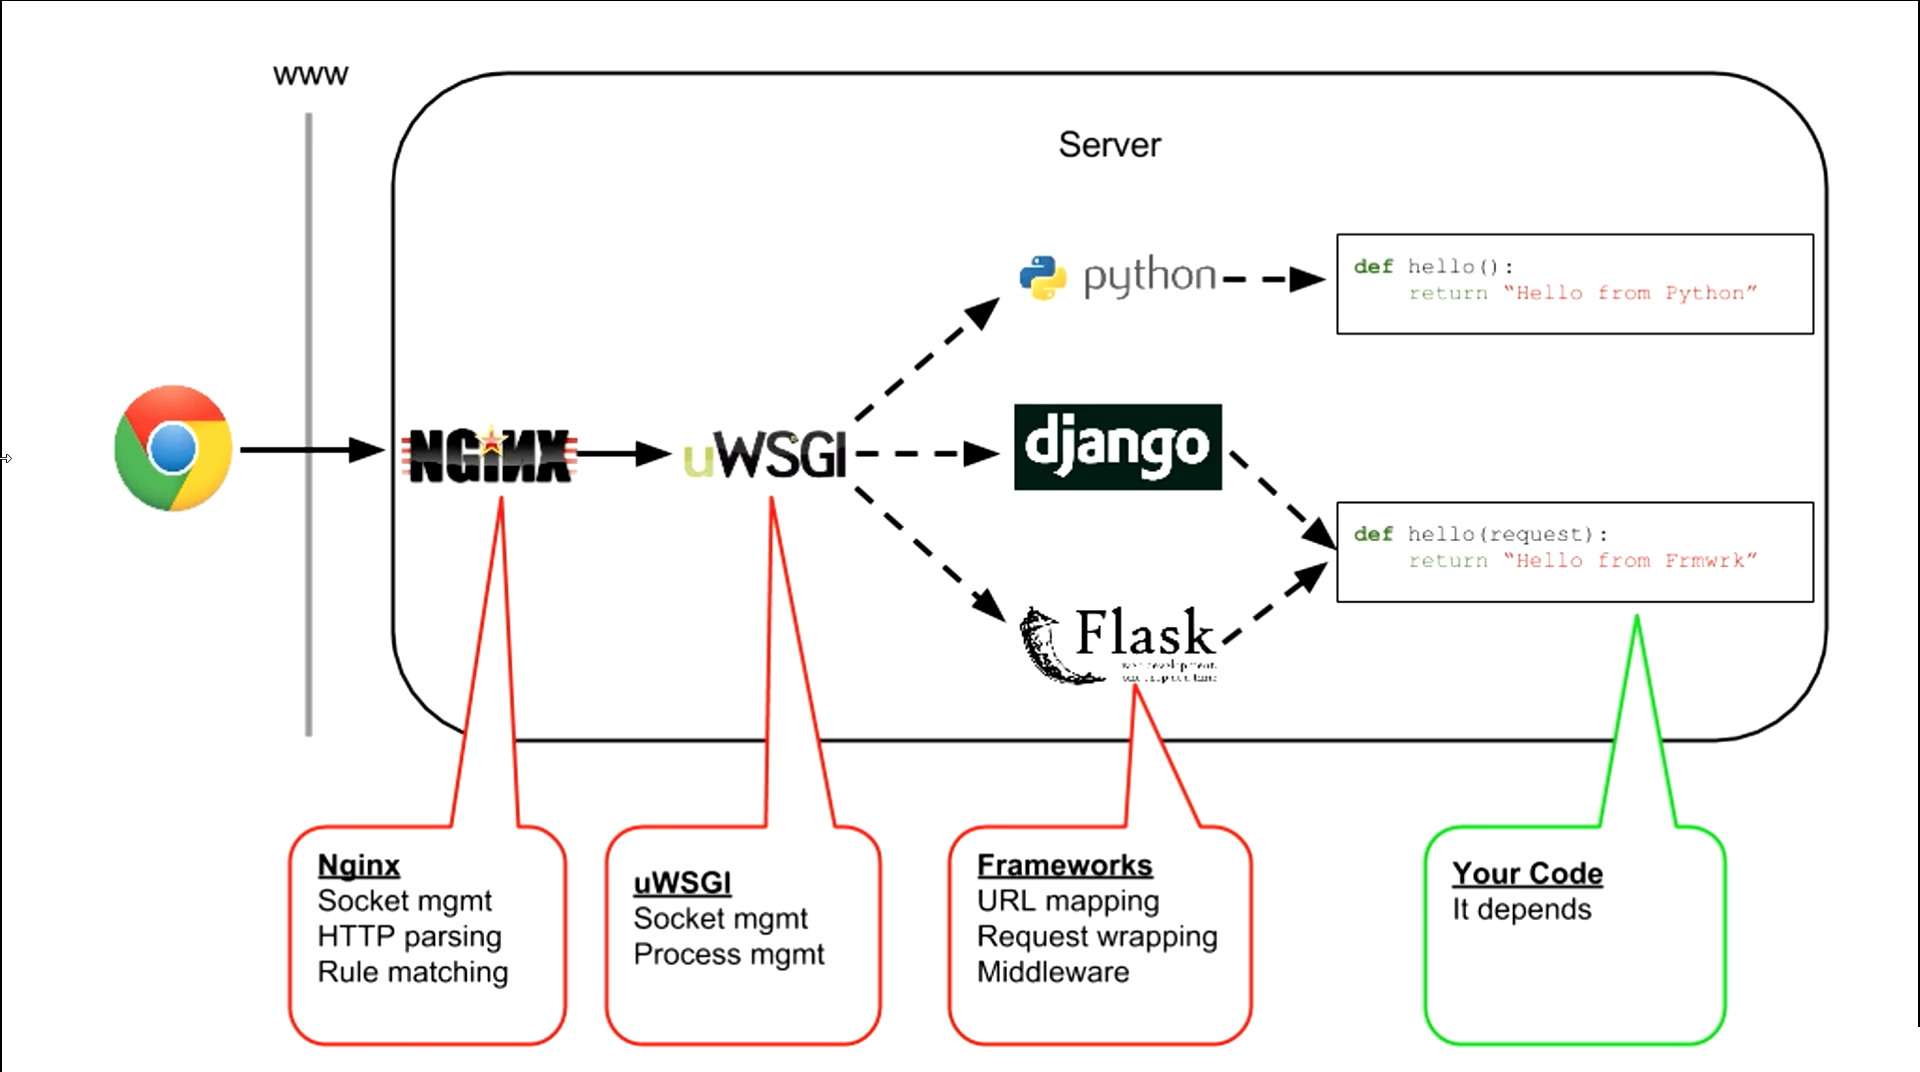 www
Server
python
def hello():
return “Hello from Python”
NGINX
uWSGI
django
def hello(request):
return “Hello from Frmwrk”
Flask
Nginx
Socket mgmt
HTTP parsing
Rule matching
uWSGI
Socket mgmt
Process mgmt
Frameworks
URL mapping
Request wrapping
Middleware
Your Code
It depends